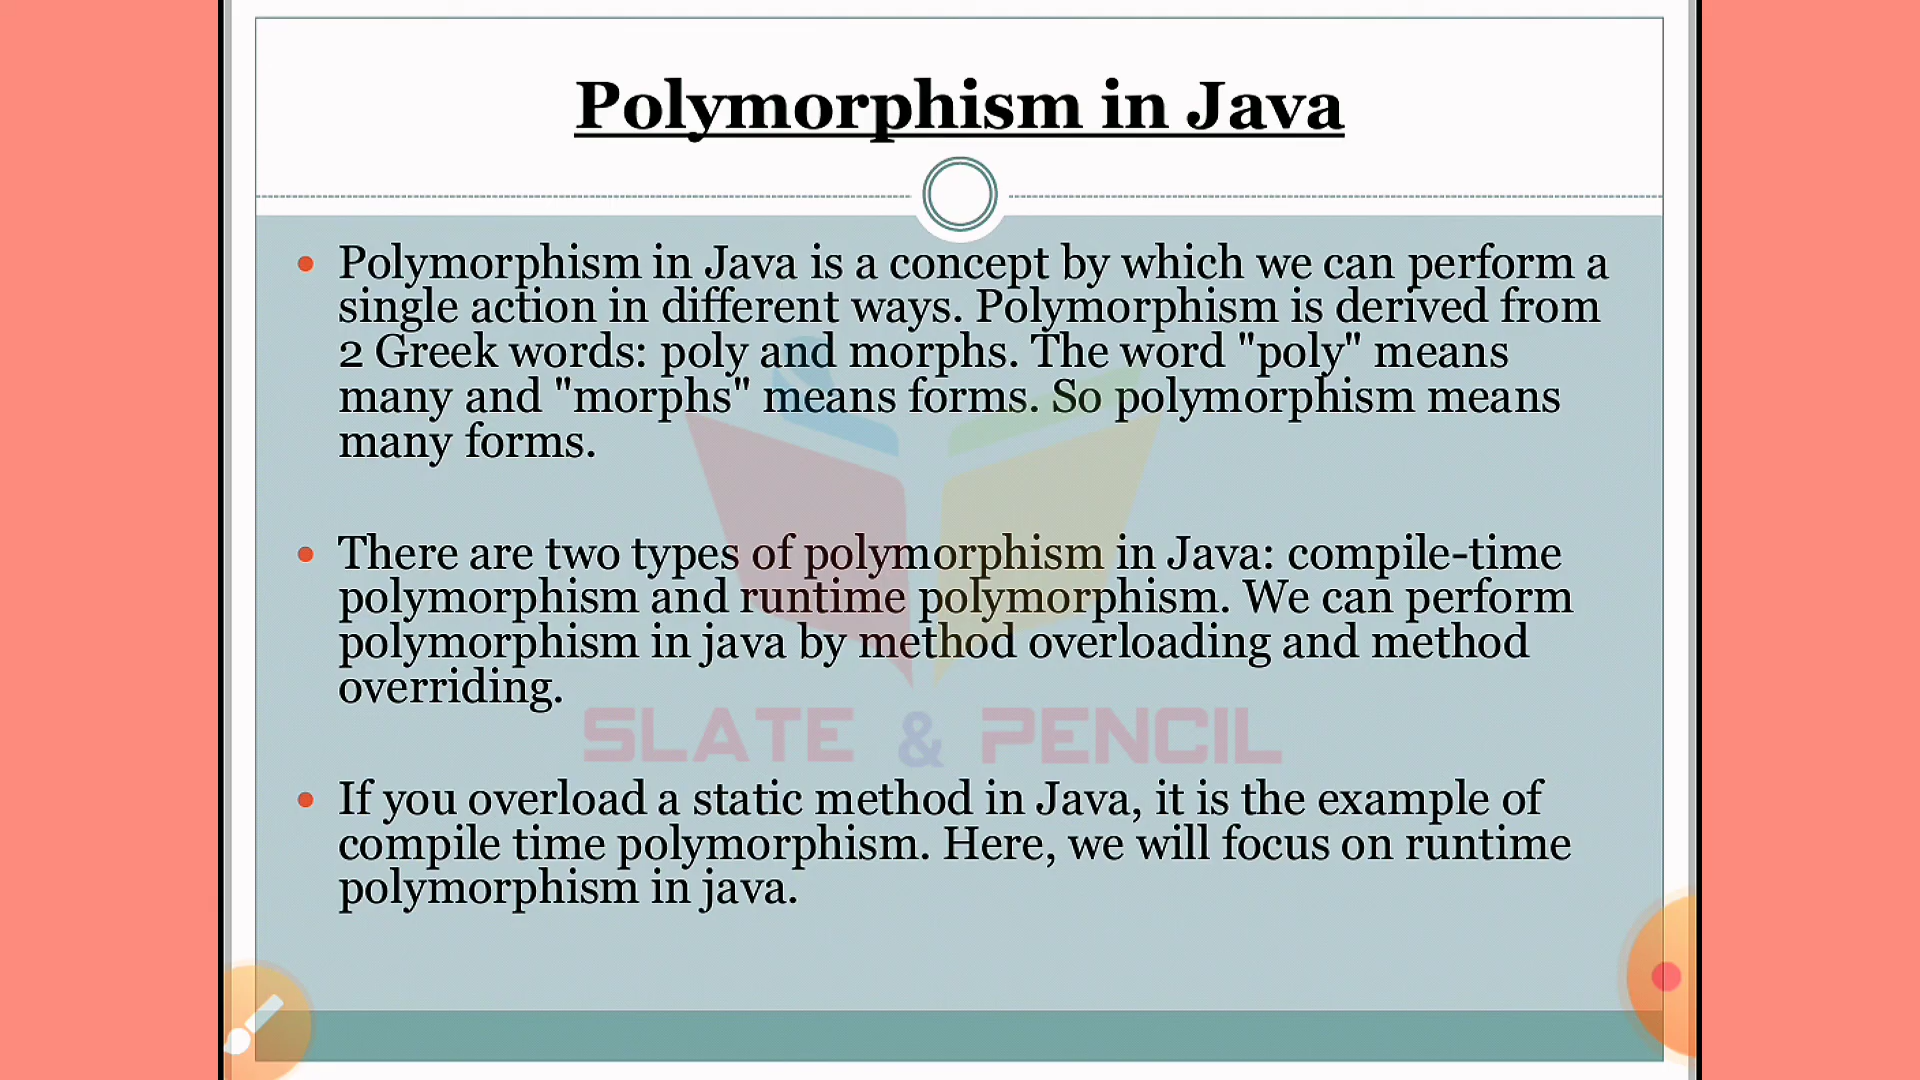 Polymorphism in Java
Polymorphism in Java is a concept by which we can perform a
single action in different ways. Polymorphism is derived from
2 Greek words: poly and morphs. The word "poly" means
many and "morphs" means forms. So polymorphism means
many forms.
There are two types of polymorphism in Java: compile-time
polymorphism and runtime polymorphism. We can perform
polymorphism in java by method overloading and method
overriding.
SLATE & PENCIL
If you overload a static method in Java, it is the example of
compile time polymorphism. Here, we will focus on runtime
polymorphism in java.